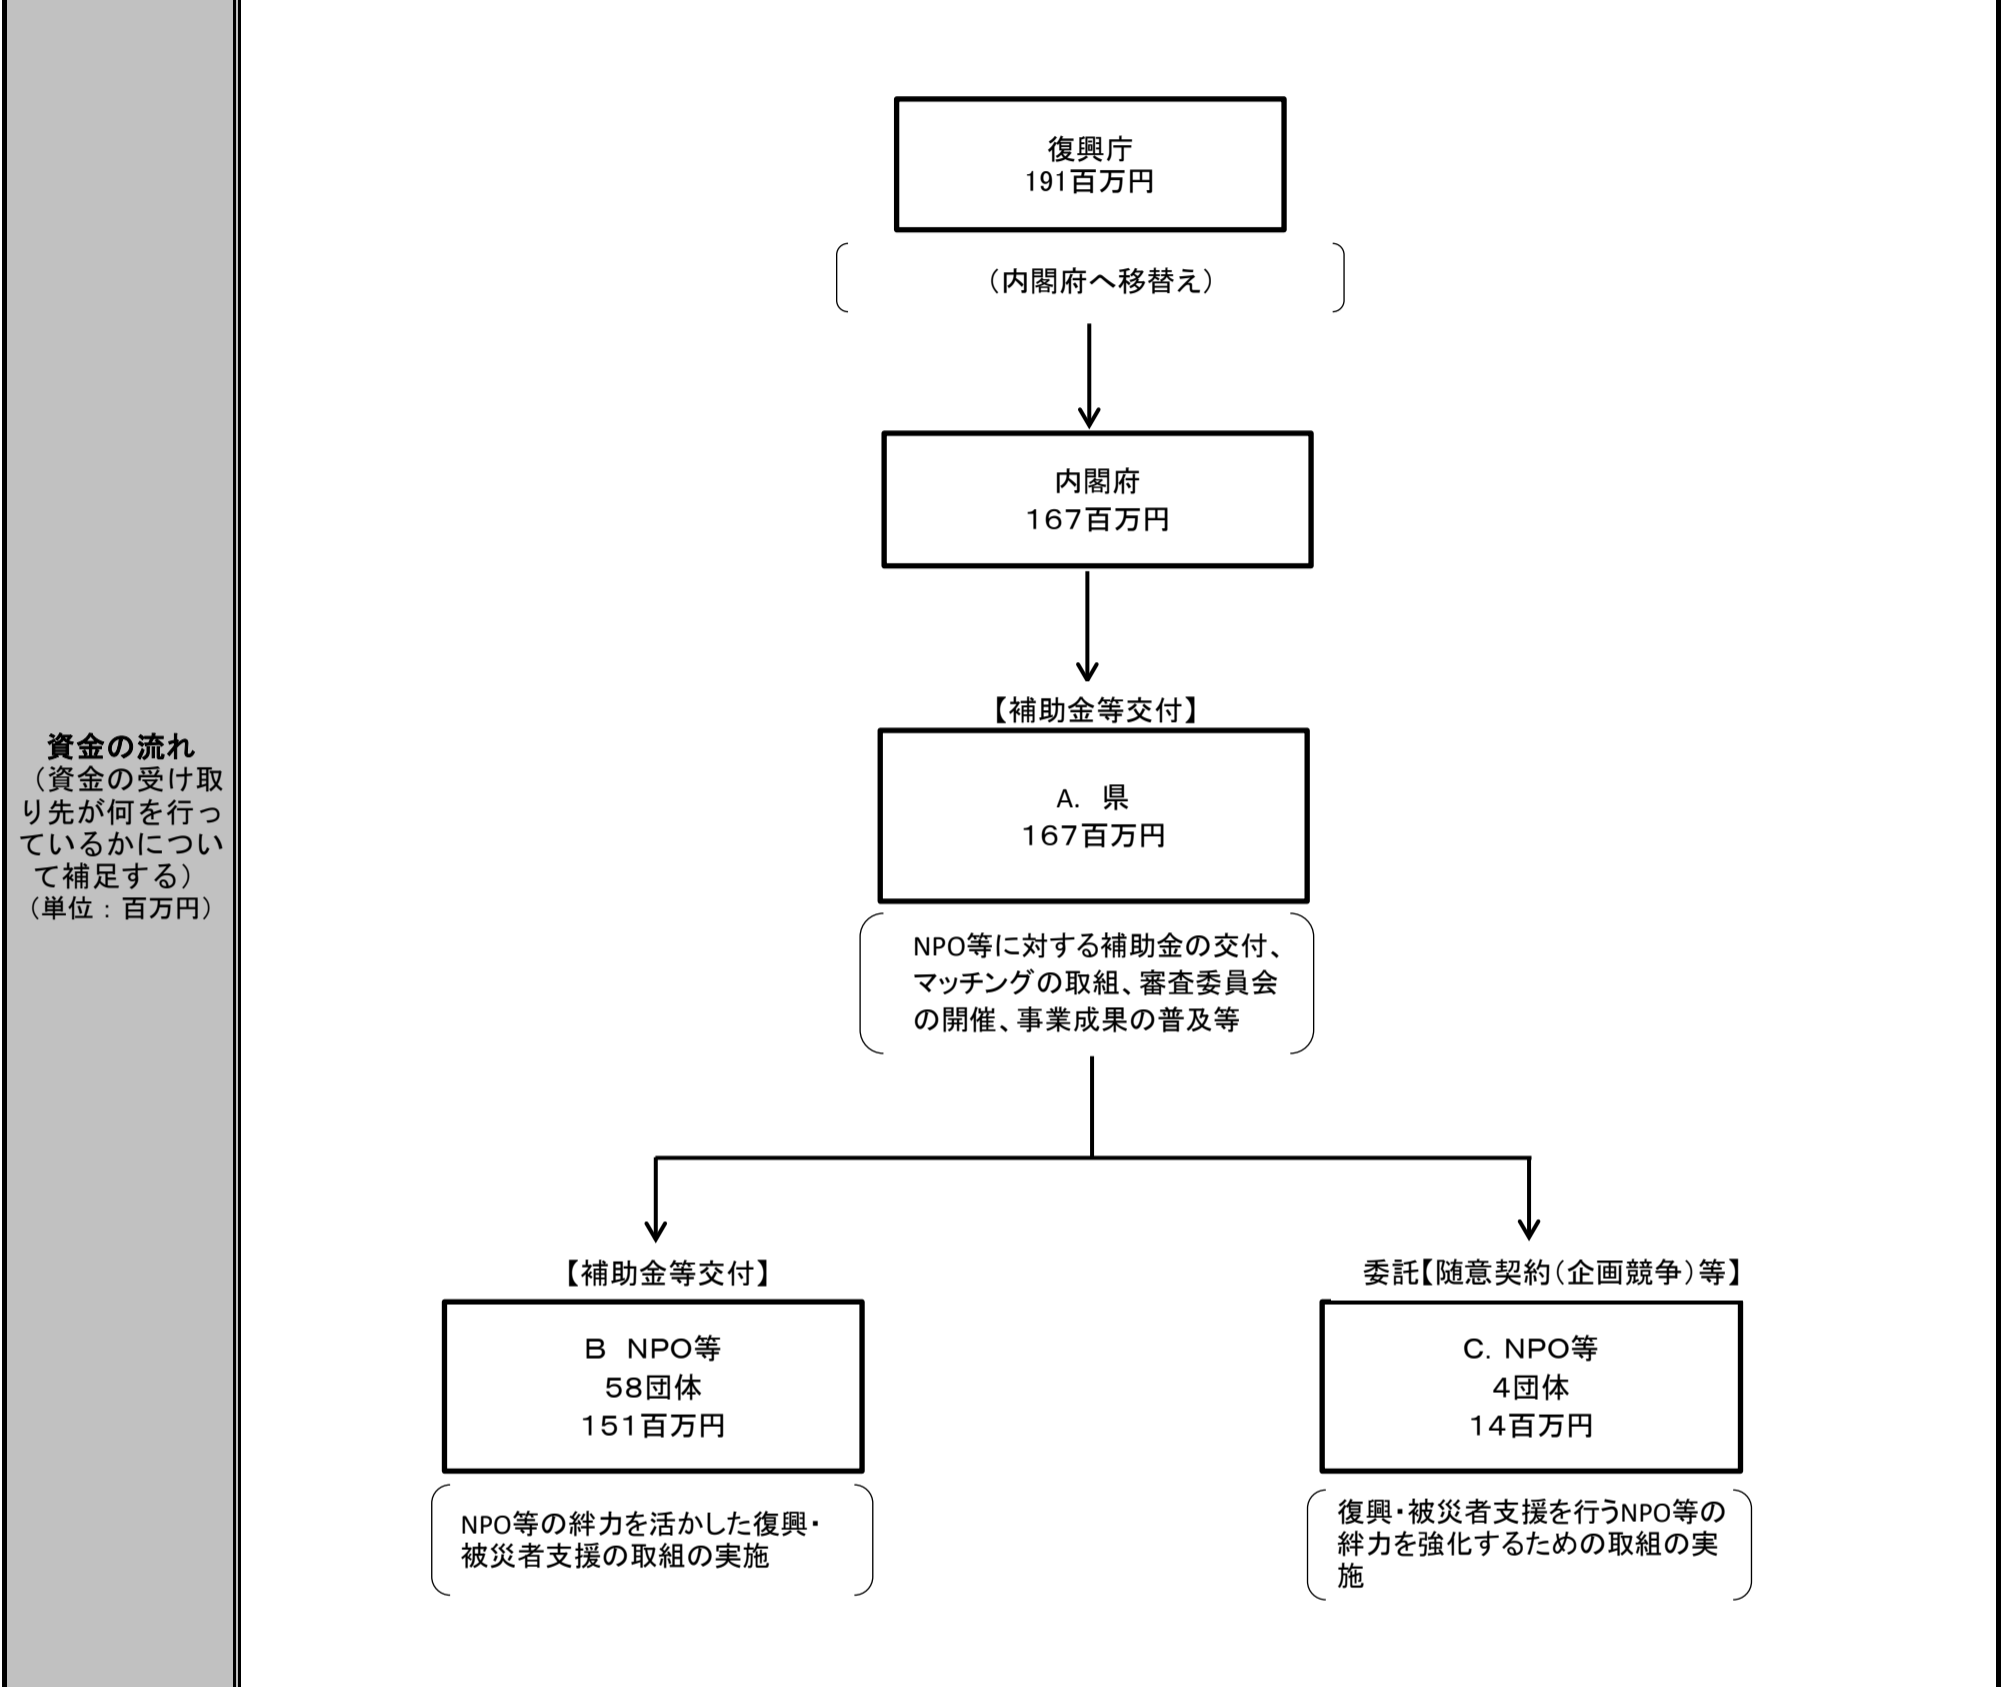 資金の流れ
（資金の受け取
り先が何を行っ
ているかについ
て補足する）
（単位：百万円）
復興庁
191百万円
（内閣府へ移替え）
内閣府
１６７百万円
【補助金等交付】
A.　県
１６７百万円
NPO等に対する補助金の交付、
マッチングの取組、審査委員会
の開催、事業成果の普及等
【補助金等交付】
Ｂ　ＮＰＯ等
５８団体
１５１百万円
NPO等の絆力を活かした復興・
被災者支援の取組の実施
委託【随意契約（企画競争）等】
Ｃ．ＮＰＯ等
４団体
１４百万円
復興・被災者支援を行うNPO等の
絆力を強化するための取組の実
施